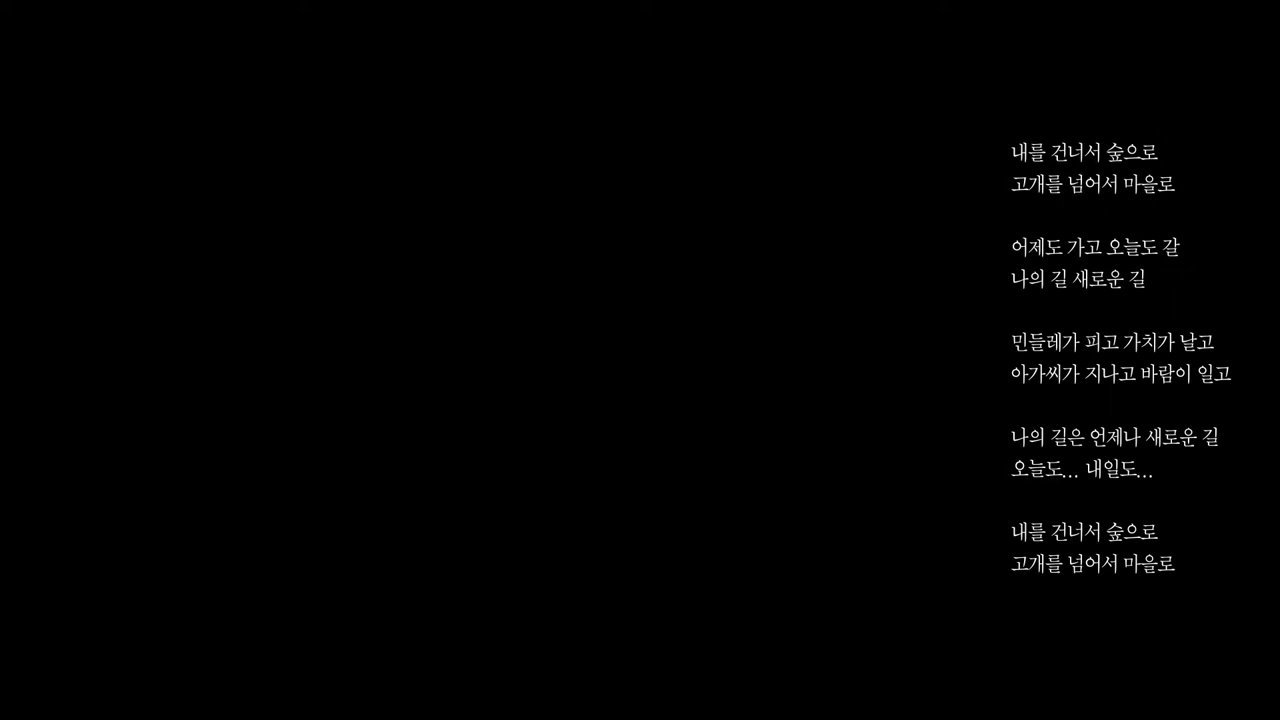 내를 건너서 숲으로
고개를 넘어서 마을로
어제도 가고 오늘도 갈
나의 길 새로운 길
민들레가 피고 가치가 날고
아가씨가 지나고 바람이 일고
나의 길은 언제나 새로운 길
오늘도... 내일도...
내를 건너서 숲으로
고개를 넘어서 마을로